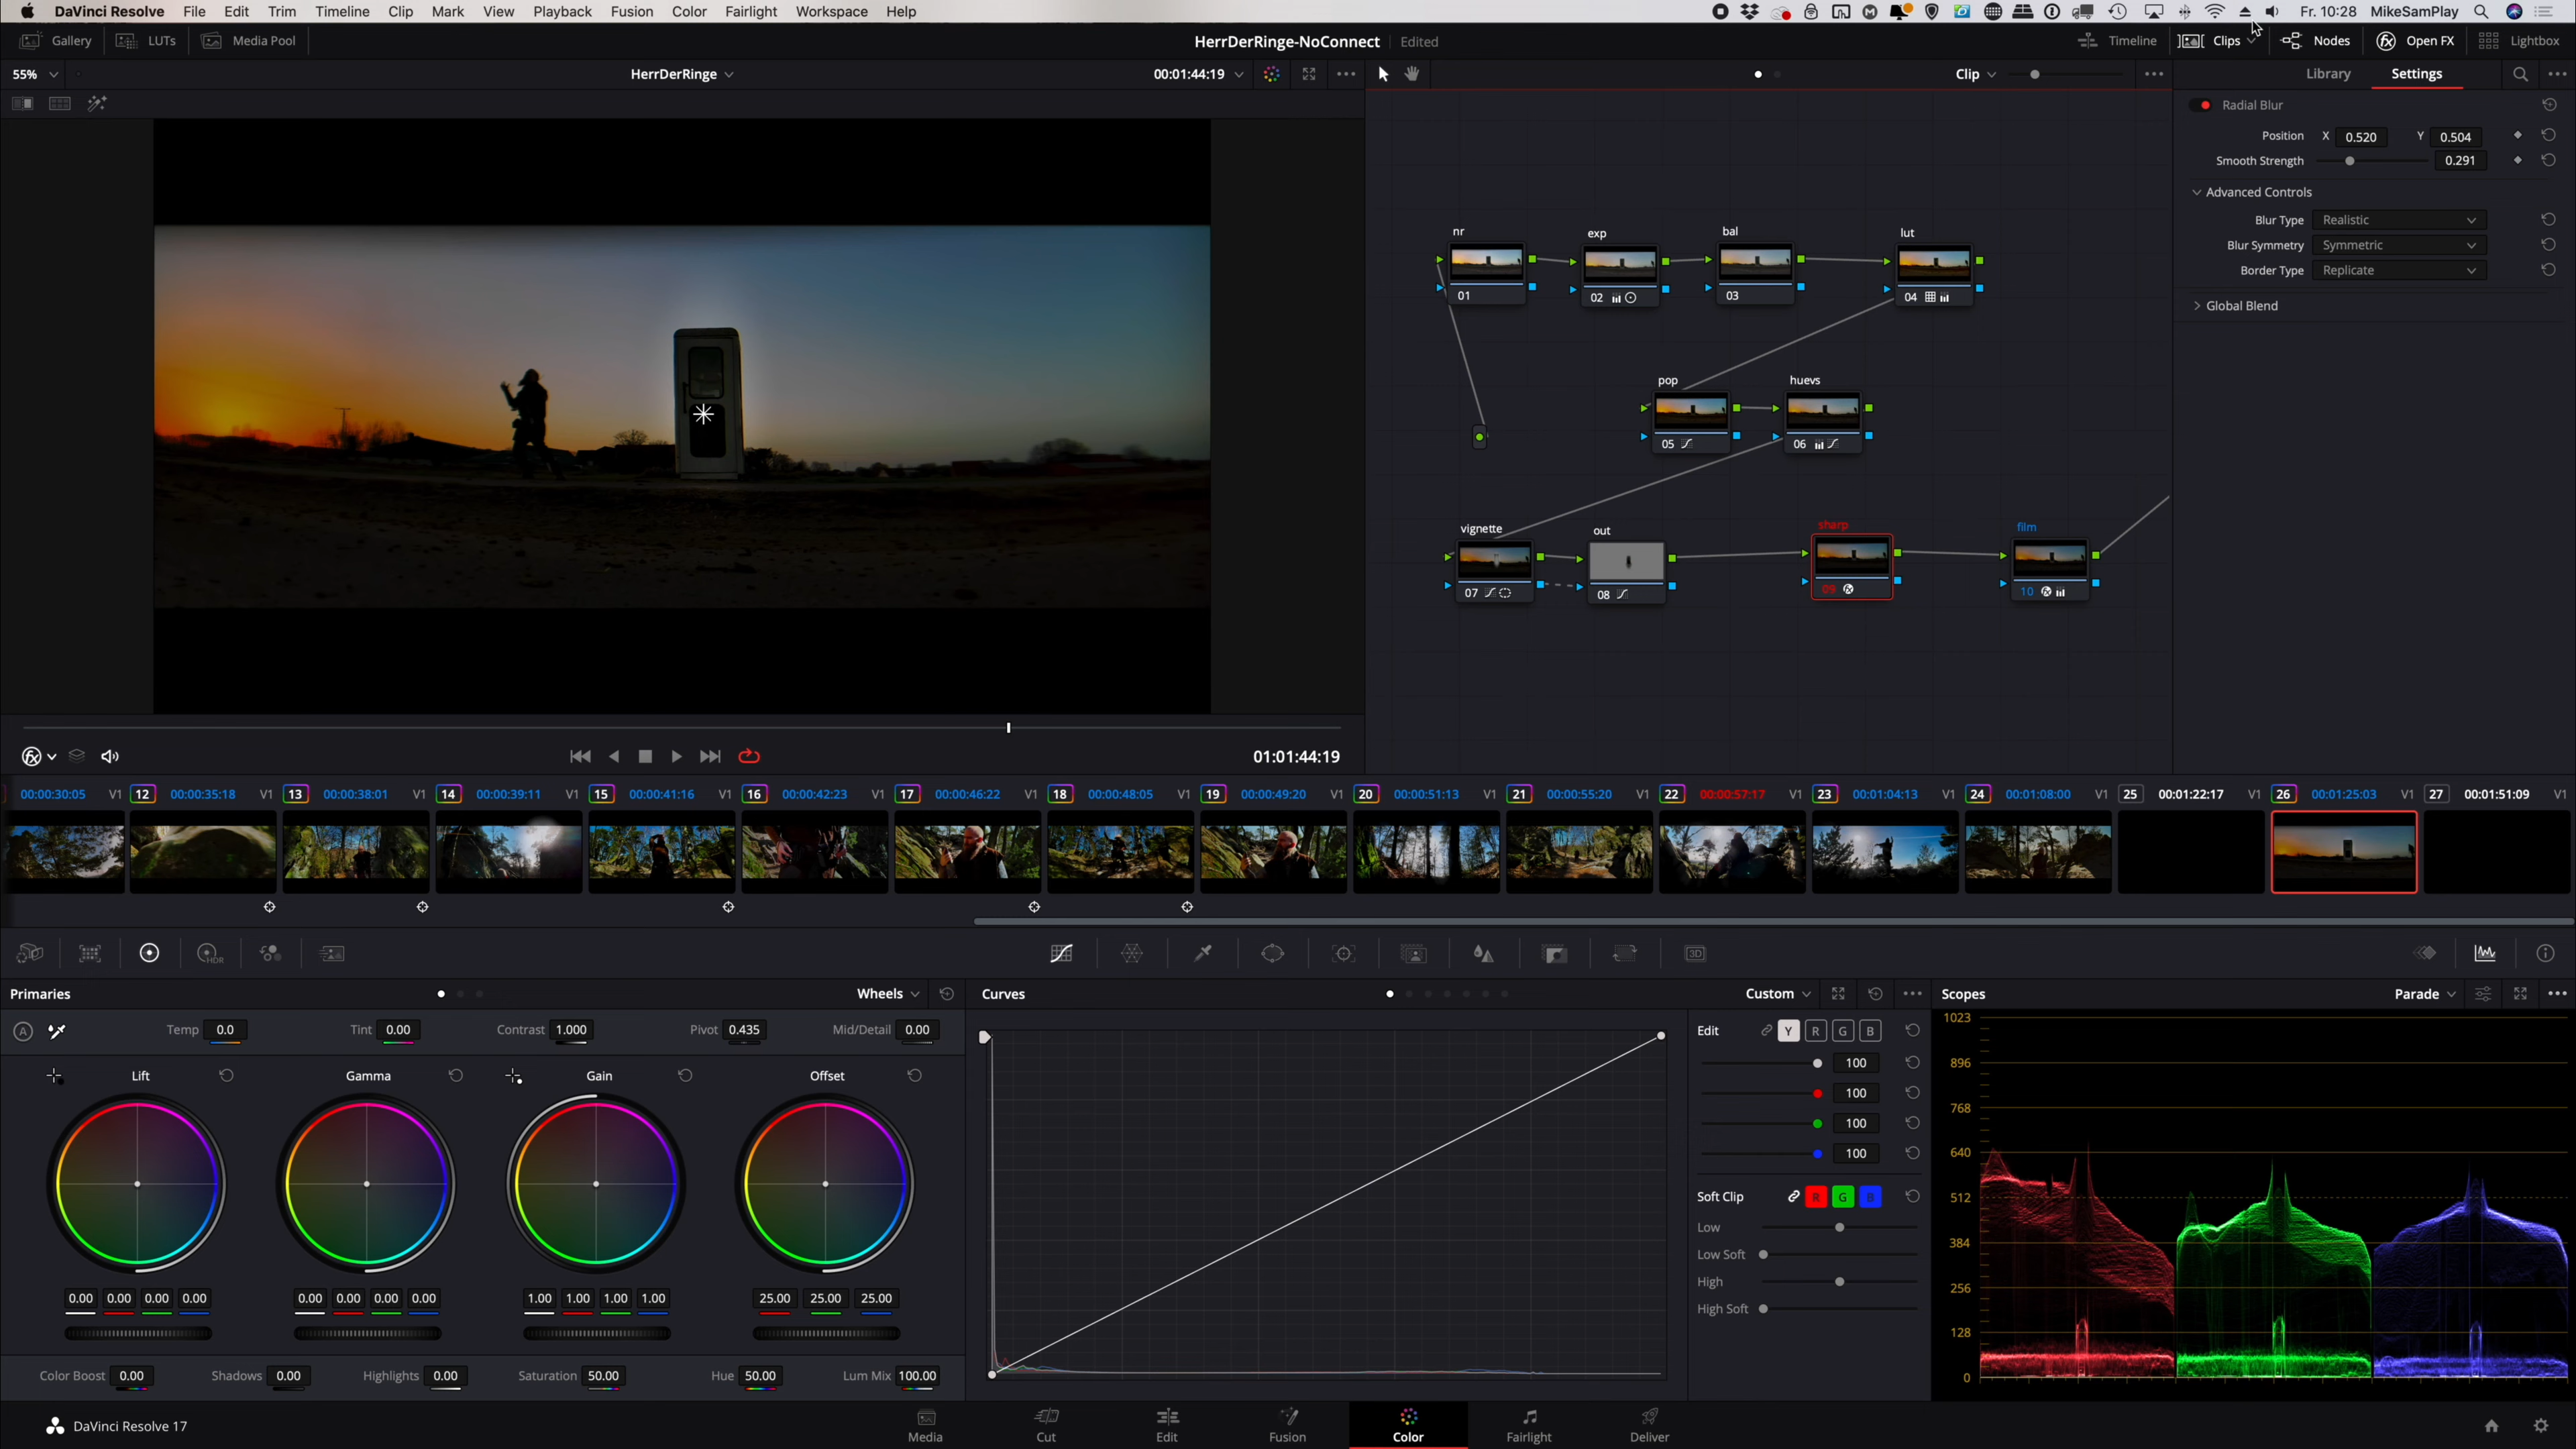 DaVinci Resolve File Edit Trim Timeline Clip Mark View Playback Fusion Color Fairlight Workspace Help Fr. 10:28 MikeSamPlay
Gallery LUTs Media Pool HerrDerRinge-NoConnect Edited Timeline Clips Nodes Open FX Lightbox
55% HerrDerRinge 00:01:44:19 Clip Library Settings
Radial Blur
Position X 0.520 Y 0.504
Smooth Strength 0.291
Advanced Controls
Blur Type Realistic
Blur Symmetry Symmetric
Border Type Replicate
Global Blend
nr exp bal lut
01 02 03 04
pop huevs
05 06
vignette out sharp film
07 08 09 10
01:01:44:19
00:00:30:05 V1 12 00:00:35:18 V1 13 00:00:38:01 V1 14 00:00:39:11 V1 15 00:00:41:16 V1 16 00:00:42:23 V1 17 00:00:46:22 V1 18 00:00:48:05 V1 19 00:00:49:20 V1 20 00:00:51:13 V1 21 00:00:55:20 V1 22 00:00:57:17 V1 23 00:01:04:13 V1 24 00:01:08:00 V1 25 00:01:22:17 V1 26 00:01:25:03 V1 27 00:01:51:09 V1
HDR 3D
Primaries Wheels Curves Custom Scopes Parade
A Temp 0.0 Tint 0.00 Contrast 1.000 Pivot 0.435 Mid/Detail 0.00
Lift Gamma Gain Offset
0.00 0.00 0.00 0.00 0.00 0.00 0.00 0.00 1.00 1.00 1.00 1.00 25.00 25.00 25.00
Color Boost 0.00 Shadows 0.00 Highlights 0.00 Saturation 50.00 Hue 50.00 Lum Mix 100.00
Edit Y R G B
100
100
100
100
Soft Clip R G B
Low
Low Soft
High
High Soft
1023
896
768
640
512
384
256
128
0
DaVinci Resolve 17 Media Cut Edit Fusion Color Fairlight Deliver